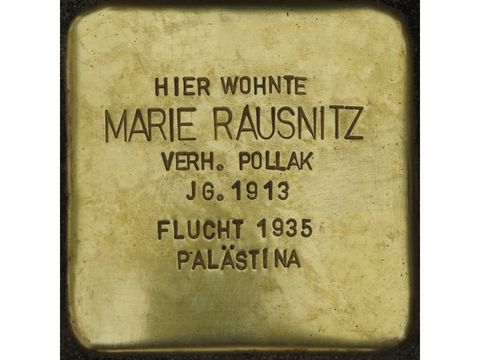 HIER WOHNTE
MARIE RAUSNITZ
VERH. POLLAK
JG. 1913
FLUCHT 1935
PALÄSTINA